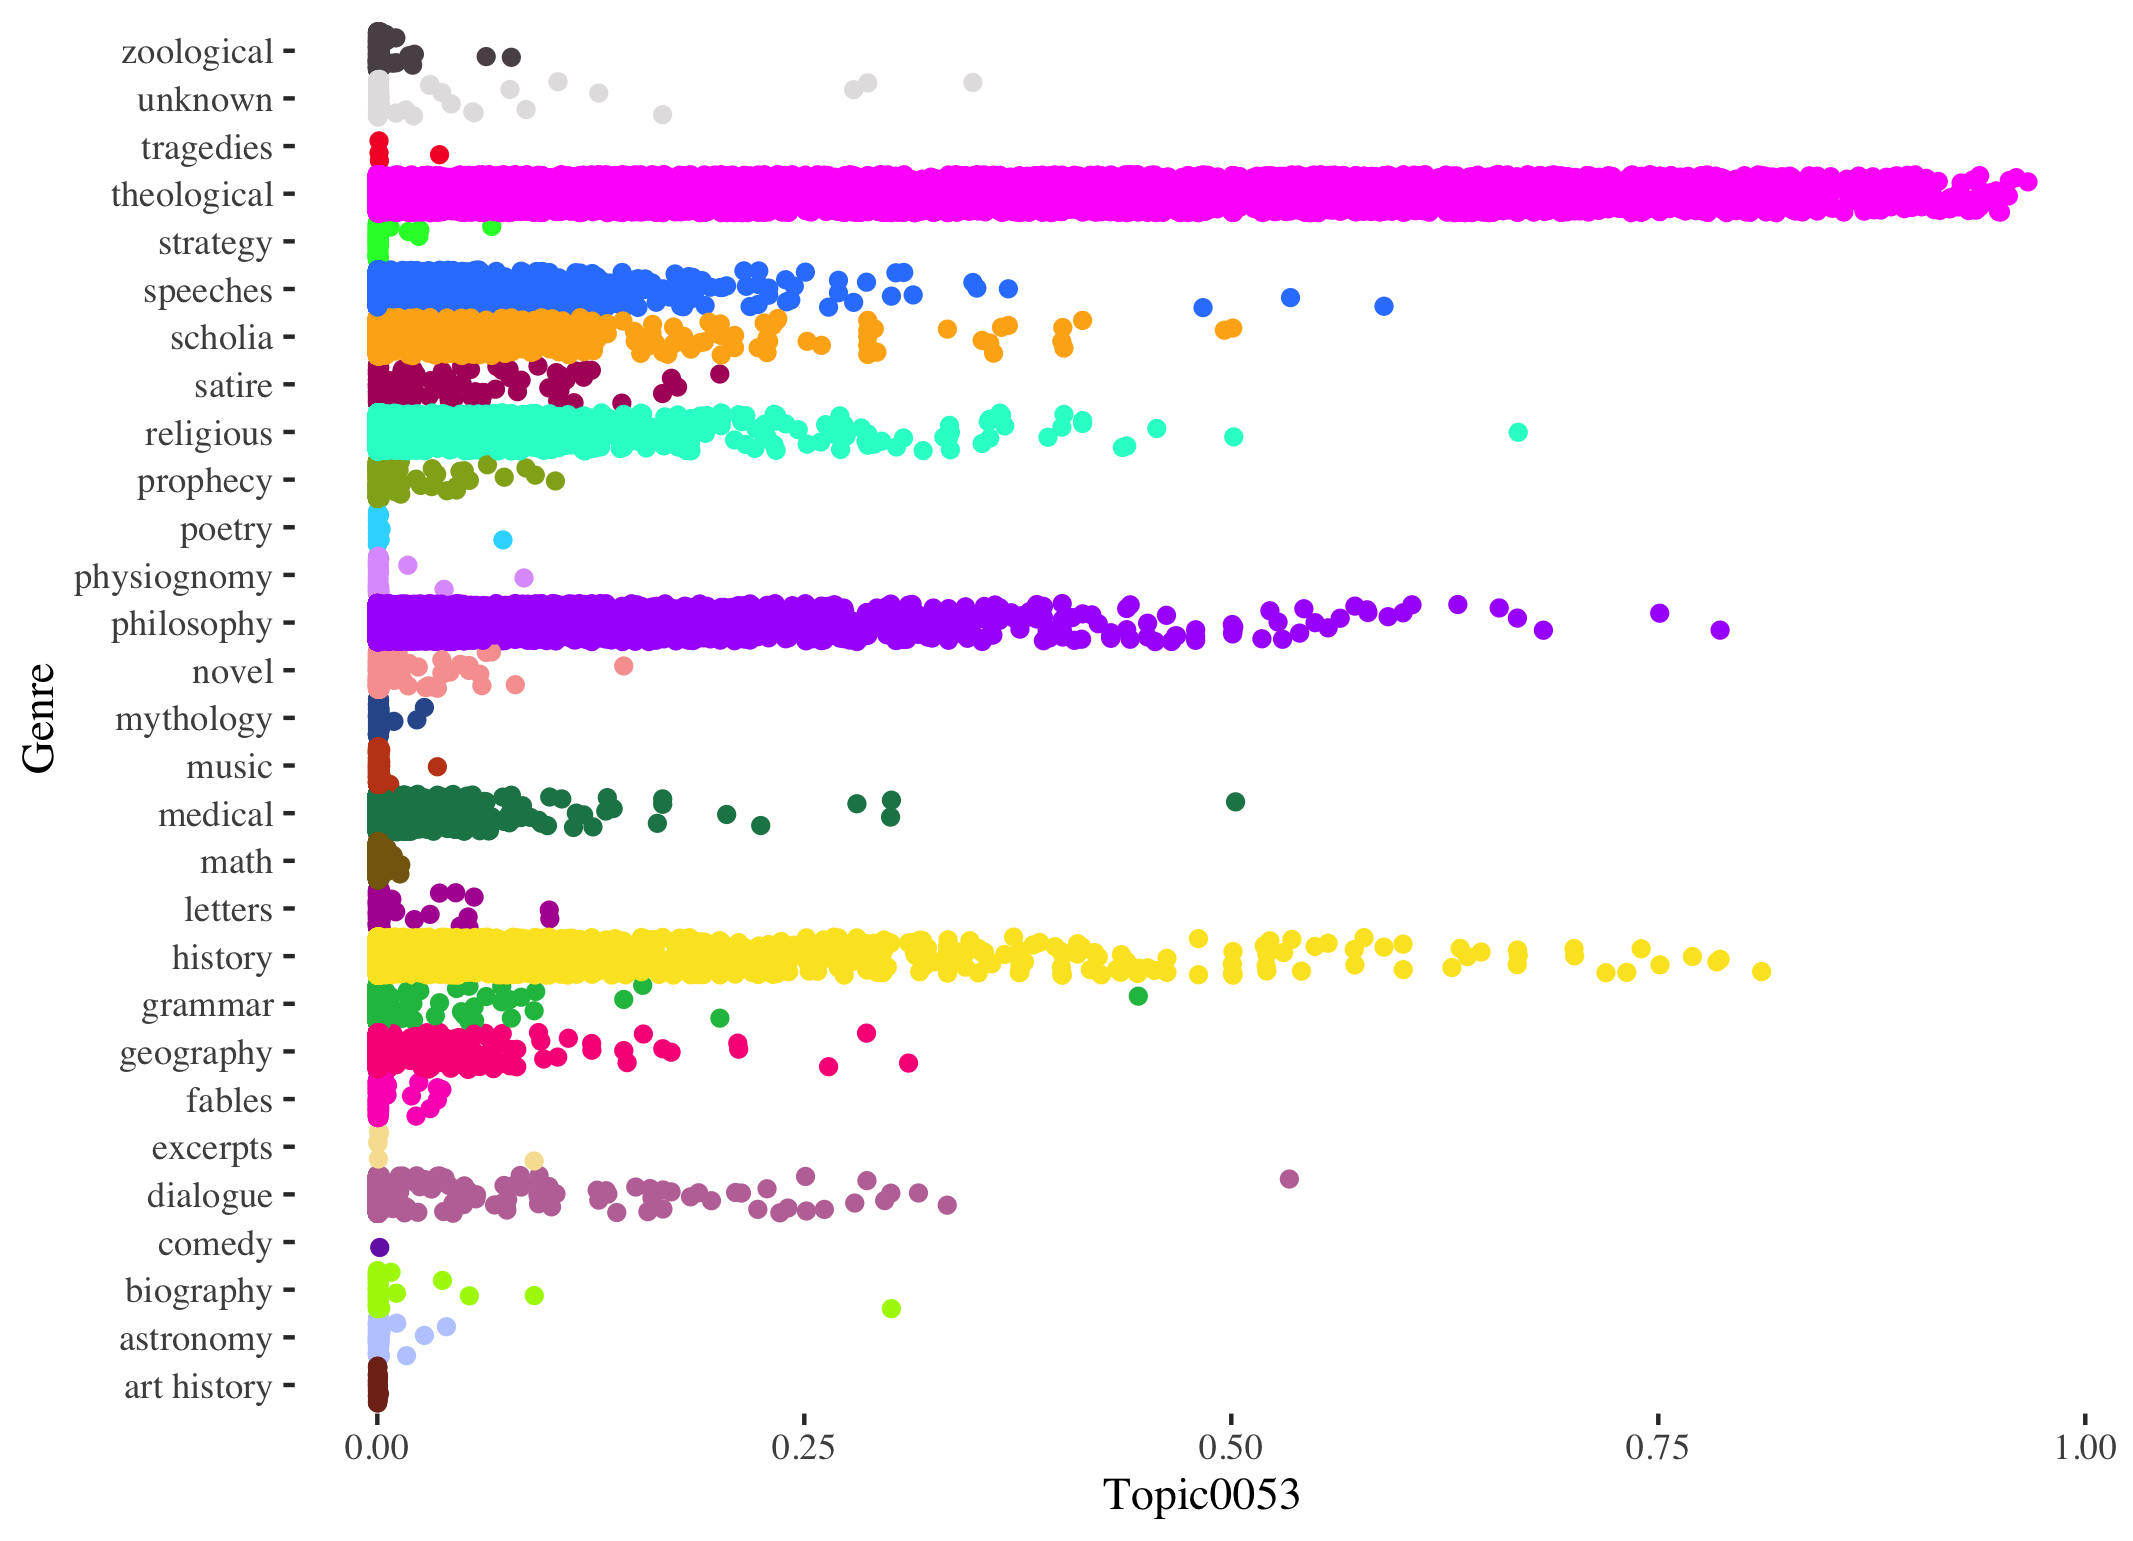 zoological
unknown
tragedies
theological
strategy
speeches
scholia
satire
religious
prophecy
poetry
physiognomy
philosophy
novel
mythology
music
medical
math
letters
history
grammar
geography
fables
excerpts
dialogue
comedy
biography
astronomy
art history
Genre
0.00 0.25 0.50 0.75 1.00
Topic0053